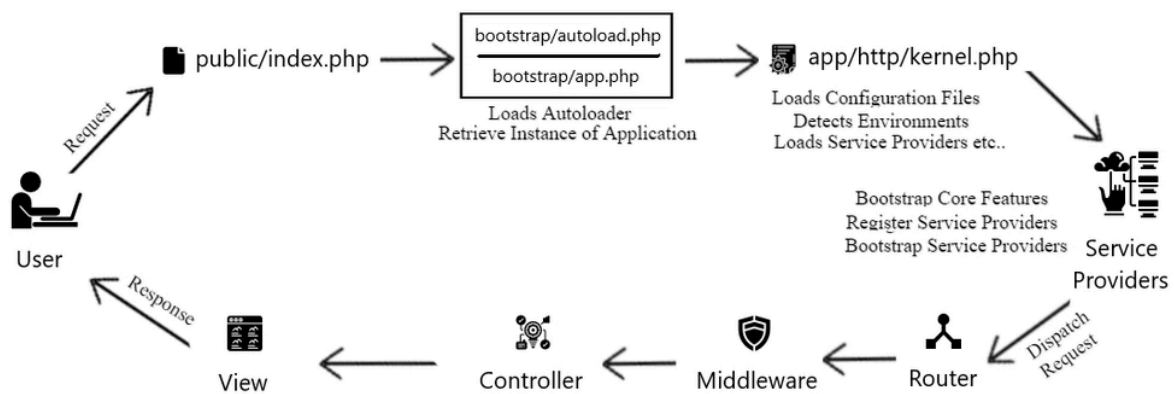 Request
public/index.php
bootstrap/autoload.php
bootstrap/app.php
Loads Autoloader
Retrieve Instance of Application
app/http/kernel.php
Loads Configuration Files
Detects Environments
Loads Service Providers etc..
Bootstrap Core Features
Register Service Providers
Bootstrap Service Providers
Service
Providers
Dispatch
Request
Router
Middleware
Controller
View
Response
User